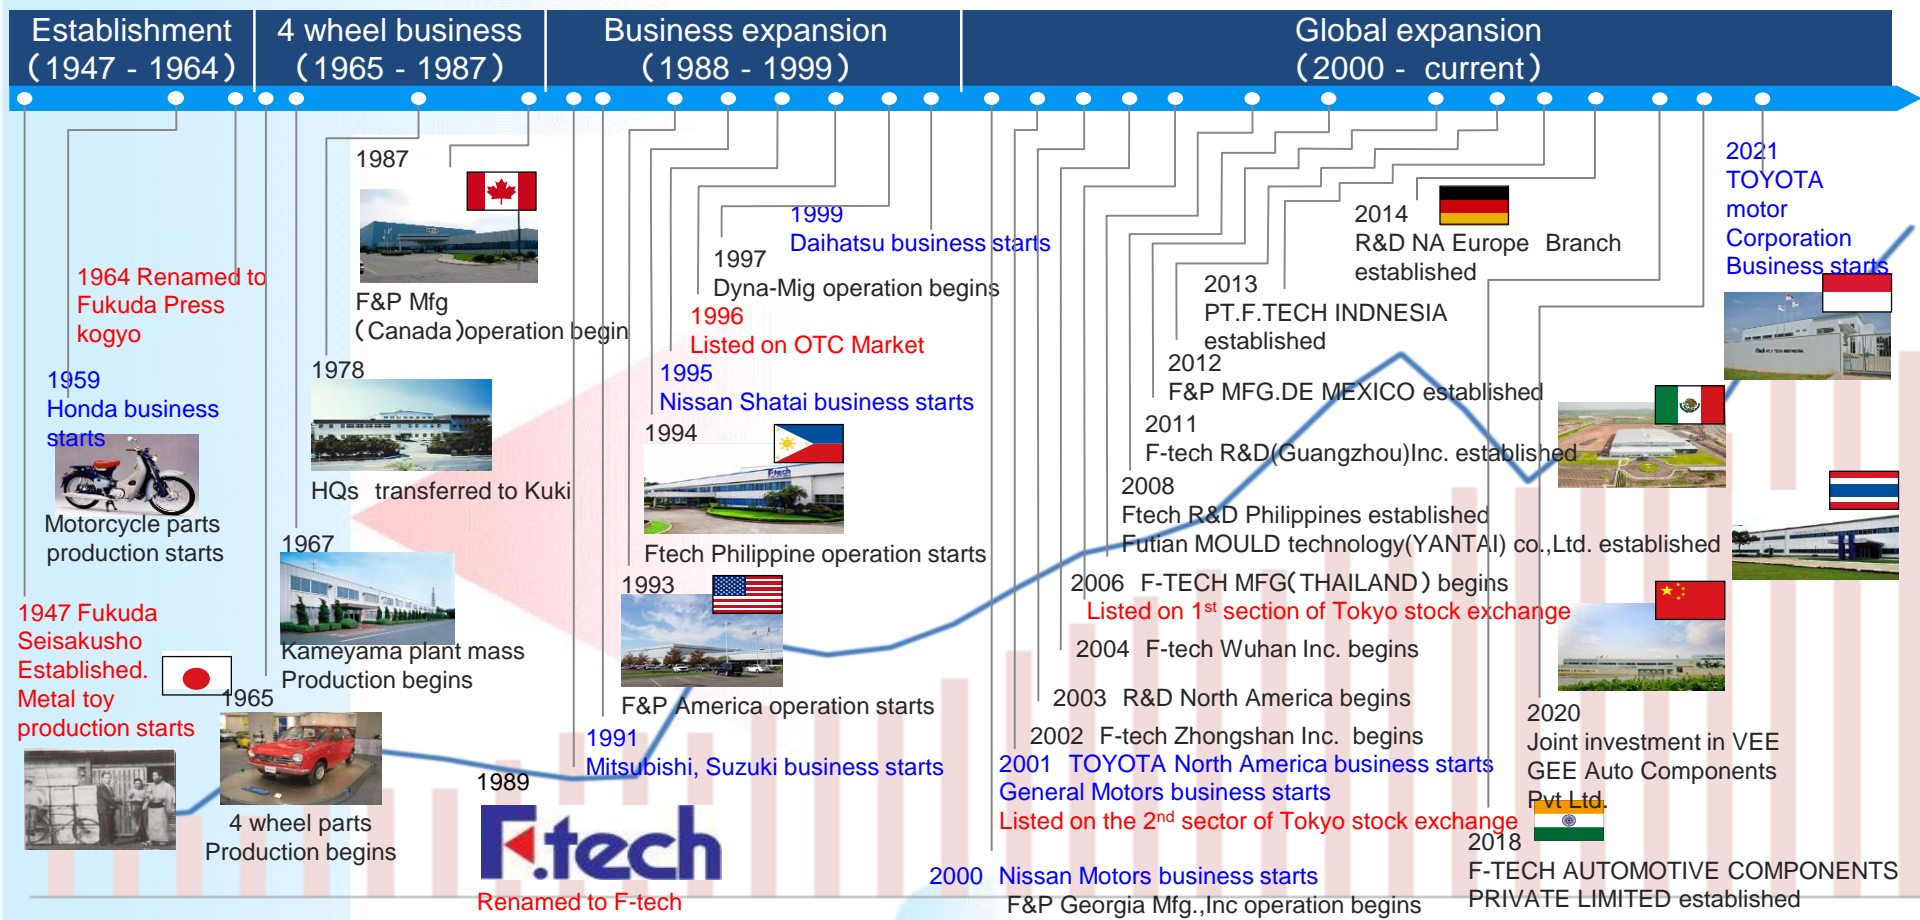 Establishment
(1947 - 1964)
4 wheel business
(1965 - 1987)
Business expansion
(1988 - 1999)
Global expansion
(2000 - current)
1964 Renamed to
Fukuda Press
kogyo
1959
Honda business
starts
Motorcycle parts
production starts
1947 Fukuda
Seisakusho
Established.
Metal toy
production starts
1987
F&P Mfg
(Canada)operation begin
1978
HQs transferred to Kuki
1967
Kameyama plant mass
Production begins
1965
4 wheel parts
Production begins
1999
Daihatsu business starts
1997
Dyna-Mig operation begins
1996
Listed on OTC Market
1995
Nissan Shatai business starts
1994
Ftech
Ftech Philippine operation starts
1993
F&P America operation starts
1991
Mitsubishi, Suzuki business starts
1989
F.tech
Renamed to F-tech
2021
TOYOTA
motor
Corporation
Business starts
2014
R&D NA Europe Branch
established
2013
PT.F.TECH INDNESIA
established
2012
F&P MFG.DE MEXICO established
2011
F-tech R&D(Guangzhou)Inc. established
2008
Ftech R&D Philippines established
Futian MOULD technology(YANTAI) co.,Ltd. established
2006 F-TECH MFG(THAILAND) begins
Listed on 1st section of Tokyo stock exchange
2004 F-tech Wuhan Inc. begins
2003 R&D North America begins
2002 F-tech Zhongshan Inc. begins
2001 TOYOTA North America business starts
General Motors business starts
Listed on the 2nd sector of Tokyo stock exchange
2000 Nissan Motors business starts
F&P Georgia Mfg.,Inc operation begins
2020
Joint investment in VEE
GEE Auto Components
Pvt Ltd.
2018
F-TECH AUTOMOTIVE COMPONENTS
PRIVATE LIMITED established